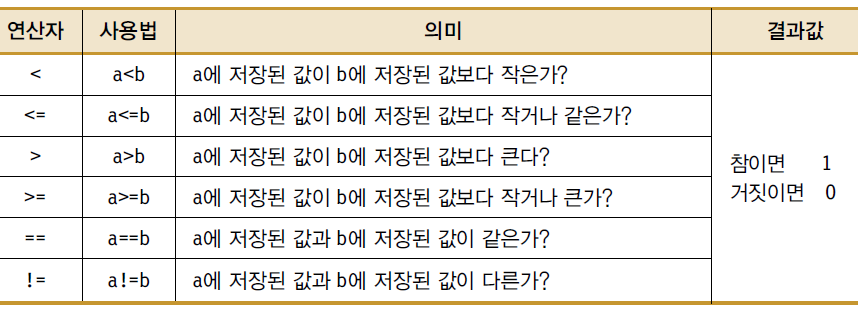 연산자 사용법 의미 결과값
< a<b a에 저장된 값이 b에 저장된 값보다 작은가?
<= a<=b a에 저장된 값이 b에 저장된 값보다 작거나 같은가?
> a>b a에 저장된 값이 b에 저장된 값보다 큰다?
>= a>=b a에 저장된 값이 b에 저장된 값보다 작거나 큰가?
== a==b a에 저장된 값과 b에 저장된 값이 같은가?
!= a!=b a에 저장된 값과 b에 저장된 값이 다른가?
참이면 1
거짓이면 0